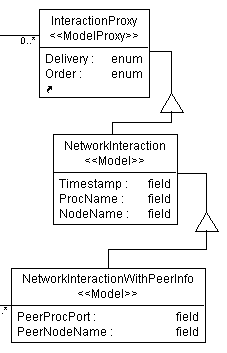 InteractionProxy
<<ModelProxy>>
0..*
Delivery : enum
Order : enum
NetworkInteraction
<<Model>>
Timestamp : field
ProcName : field
NodeName : field
NetworkInteractionWithPeerInfo
<<Model>>
.*
PeerProcPort : field
PeerNodeName : field